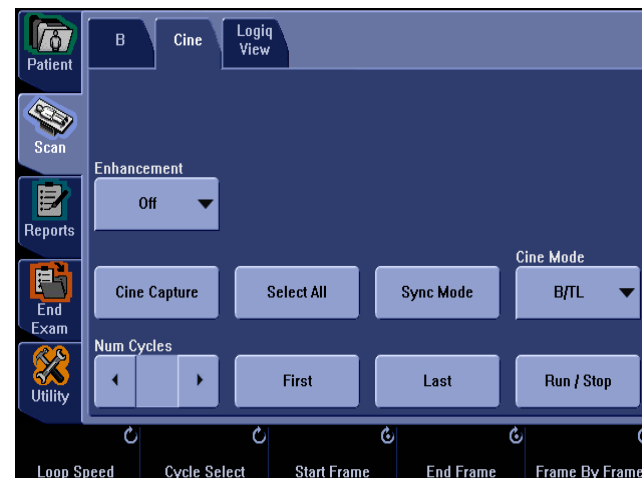 Patient
Scan
Reports
End
Exam
Utility
B
Cine
Logiq
View
Enhancement
Off
Cine Capture
Select All
Sync Mode
Cine Mode
B/TL
Num Cycles
First
Last
Run / Stop
Loop Speed
Cycle Select
Start Frame
End Frame
Frame By Frame